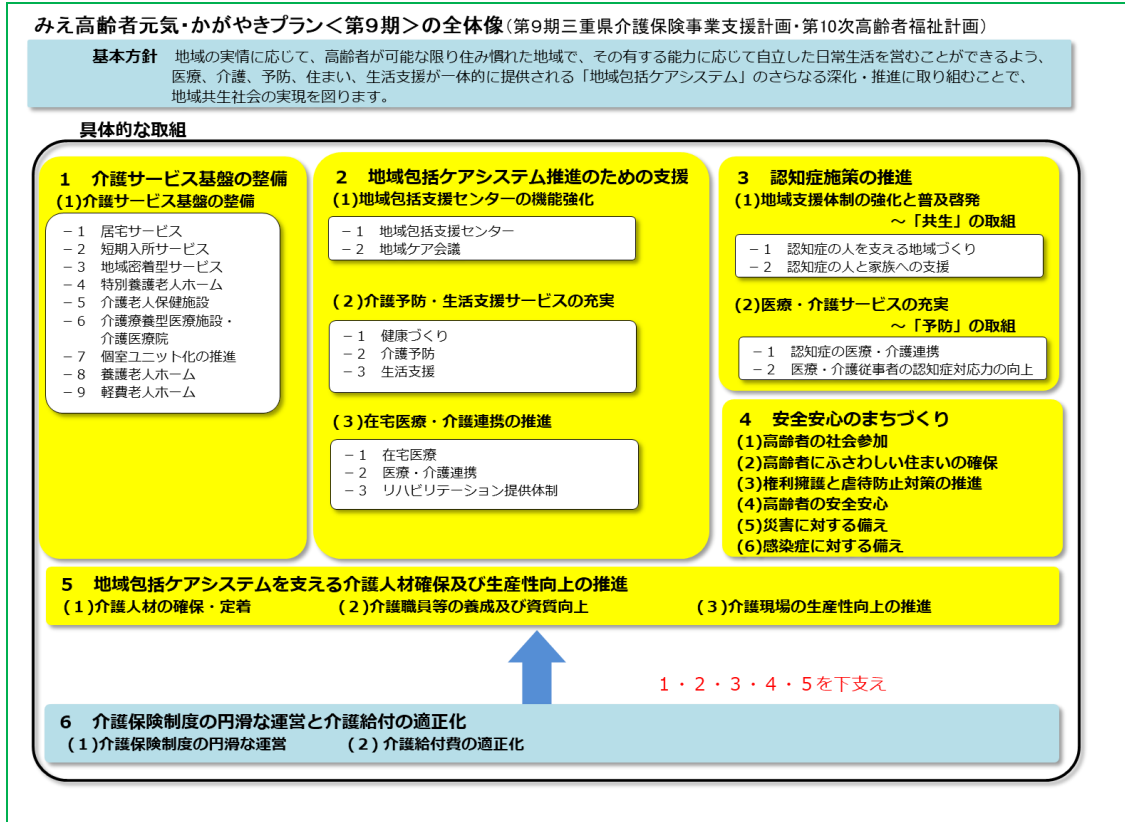 みえ高齢者元気・かがやきプラン<第９期>の全体像(第9期三重県介護保険事業支援計画・第10次高齢者福祉計画)
基本方針　地域の実情に応じて、高齢者が可能な限り住み慣れた地域で、その有する能力に応じて自立した日常生活を営むことができるよう、
医療、介護、予防、住まい、生活支援が一体的に提供される「地域包括ケアシステム」のさらなる深化・推進に取り組むことで、
地域共生社会の実現を図ります。
具体的な取組
１　介護サービス基盤の整備
(1)介護サービス基盤の整備
－１　居宅サービス
－２　短期入所サービス
－３　地域密着型サービス
－４　特別養護老人ホーム
－５　介護老人保健施設
－６　介護療養型医療施設・
介護医療院
－７　個室ユニット化の推進
－８　養護老人ホーム
－９　軽費老人ホーム
２　地域包括ケアシステム推進のための支援
(1)地域包括支援センターの機能強化
－１　地域包括支援センター
－２　地域ケア会議
(２)介護予防・生活支援サービスの充実
－１　健康づくり
－２　介護予防
－３　生活支援
(３)在宅医療・介護連携の推進
－１　在宅医療
－２　医療・介護連携
－３　リハビリテーション提供体制
３　認知症施策の推進
(1)地域支援体制の強化と普及啓発
～「共生」の取組
－１　認知症の人を支える地域づくり
－２　認知症の人と家族への支援
(2)医療・介護サービスの充実
～「予防」の取組
－１　認知症の医療・介護連携
－２　医療・介護従事者の認知症対応力の向上
４　安全安心のまちづくり
(1)高齢者の社会参加
(2)高齢者にふさわしい住まいの確保
(3)権利擁護と虐待防止対策の推進
(4)高齢者の安全安心
(5)災害に対する備え
(6)感染症に対する備え
５　地域包括ケアシステムを支える介護人材確保及び生産性向上の推進
(１)介護人材の確保・定着　(２)介護職員等の養成及び資質向上　(３)介護現場の生産性向上の推進
１・２・３・４・５を下支え
６　介護保険制度の円滑な運営と介護給付の適正化
(１)介護保険制度の円滑な運営　(２)介護給付費の適正化